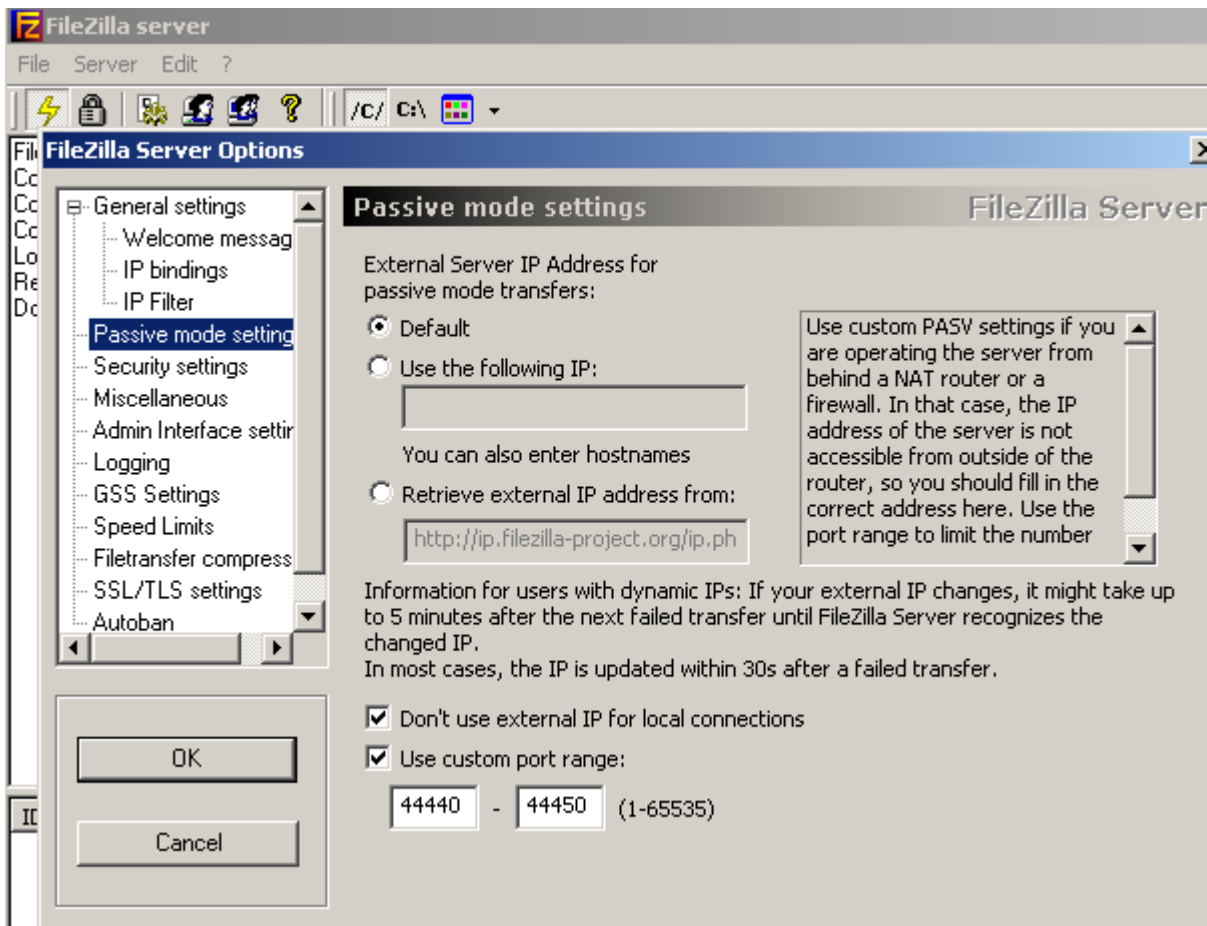 FileZilla server
File Server Edit ?
/C/ C:\
FileZilla Server Options
General settings
Welcome messag
IP bindings
IP Filter
Passive mode setting
Security settings
Miscellaneous
Admin Interface settir
Logging
GSS Settings
Speed Limits
Filetransfer compress
SSL/TLS settings
Autoban
OK
Cancel
Passive mode settings
FileZilla Server
External Server IP Address for
passive mode transfers:
Default
Use the following IP:
You can also enter hostnames
Retrieve external IP address from:
http://ip.filezilla-project.org/ip.ph
Use custom PASV settings if you
are operating the server from
behind a NAT router or a
firewall. In that case, the IP
address of the server is not
accessible from outside of the
router, so you should fill in the
correct address here. Use the
port range to limit the number
Information for users with dynamic IPs: If your external IP changes, it might take up
to 5 minutes after the next failed transfer until FileZilla Server recognizes the
changed IP.
In most cases, the IP is updated within 30s after a failed transfer.
Don't use external IP for local connections
Use custom port range:
44440 - 44450 (1-65535)